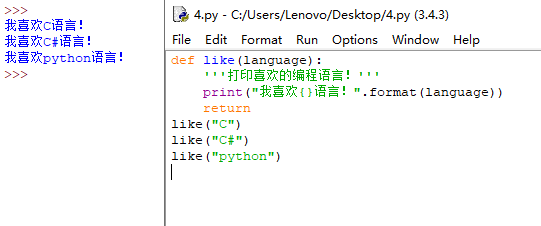 >>>
我喜欢C语言!
我喜欢C#语言!
我喜欢python语言!
>>>
4.py - C:/Users/Lenovo/Desktop/4.py (3.4.3)
File Edit Format Run Options Window Help
def like(language):
    '''打印喜欢的编程语言! '''
    print("我喜欢{}语言! ".format(language))
    return
like("C")
like("C#")
like("python")